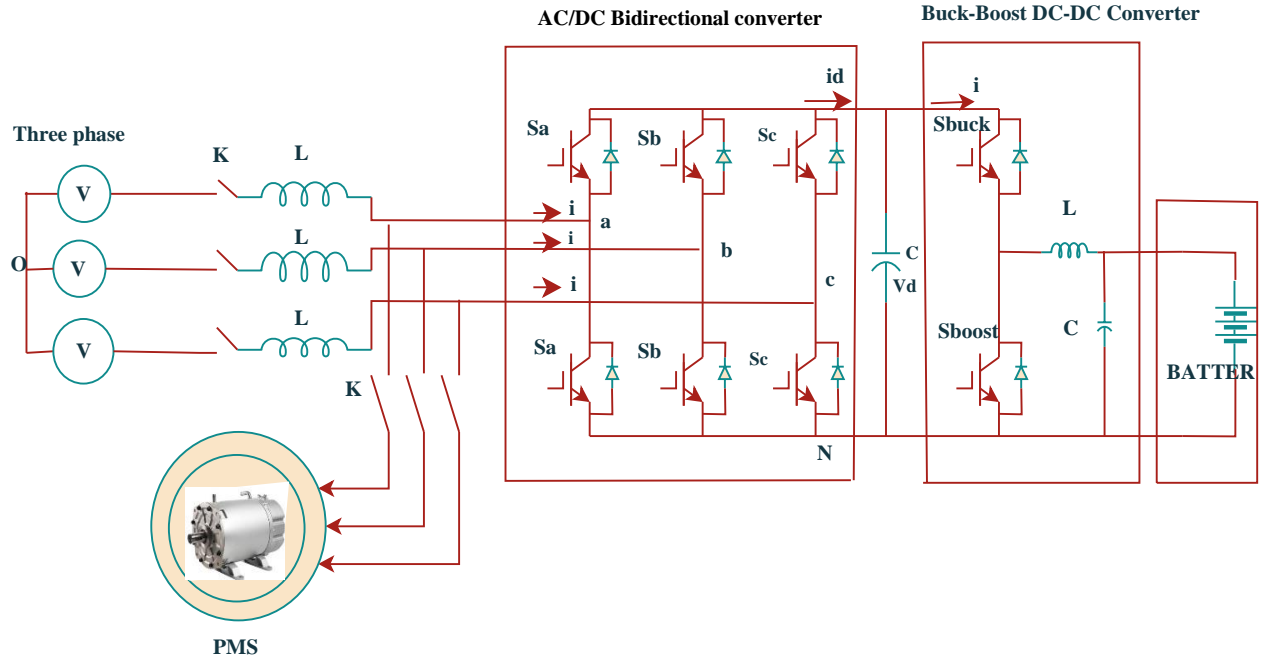 AC/DC Bidirectional converter
Buck-Boost DC-DC Converter
Three phase
id
i
Sa
Sb
Sc
Sbuck
K
L
V
i
a
L
O
V
i
b
C
L
i
c
Vd
L
V
Sa
Sb
Sc
Sboost
C
K
BATTER
N
PMS